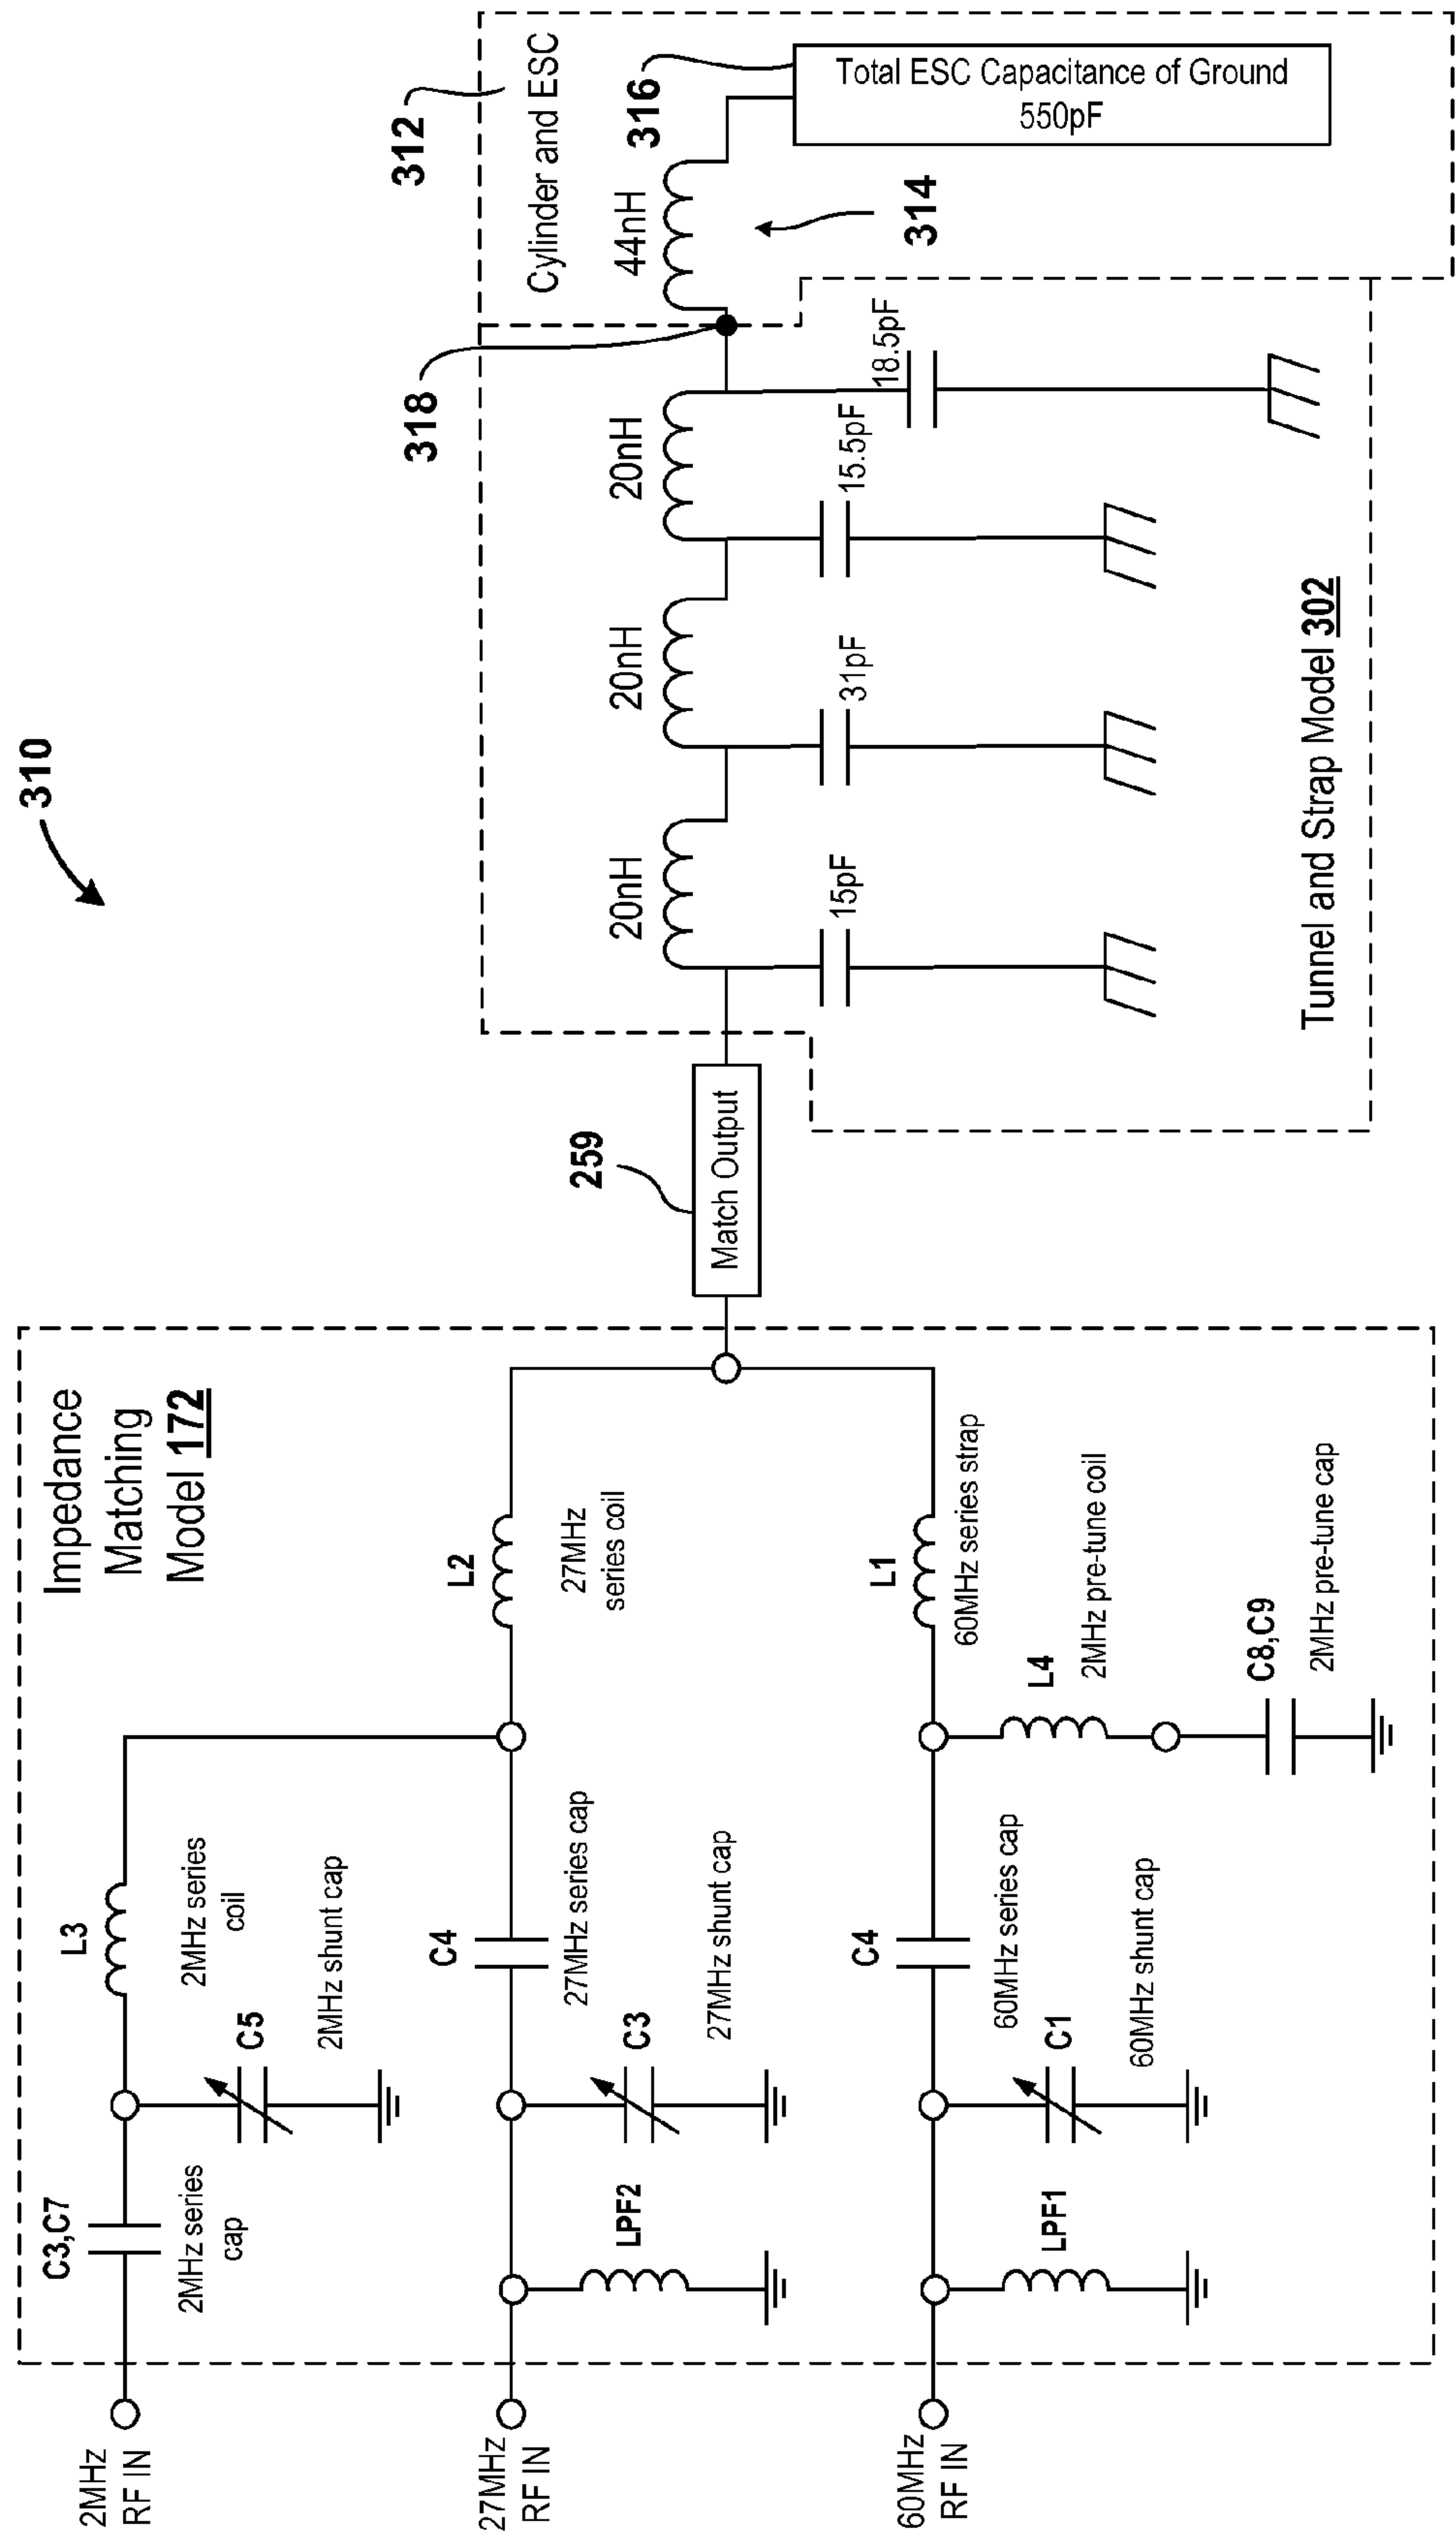 310
Impedance
Matching
Model 172
2MHz
RF IN
C3,C7
2MHz series
cap
L3
2MHz series
coil
C5
2MHz shunt cap
27MHz
RF IN
LPF2
C4
27MHz series cap
C3
27MHz shunt cap
L2
27MHz
series coil
60MHz
RF IN
LPF1
C4
60MHz series cap
C1
60MHz shunt cap
L1
60MHz series strap
L4
2MHz pre-tune coil
C8,C9
2MHz pre-tune cap
259
Match Output
20nH
20nH
20nH
15pF
31pF
15.5pF
18.5pF
Tunnel and Strap Model 302
318
312
Cylinder and ESC
44nH
314
316
Total ESC Capacitance of Ground
550pF